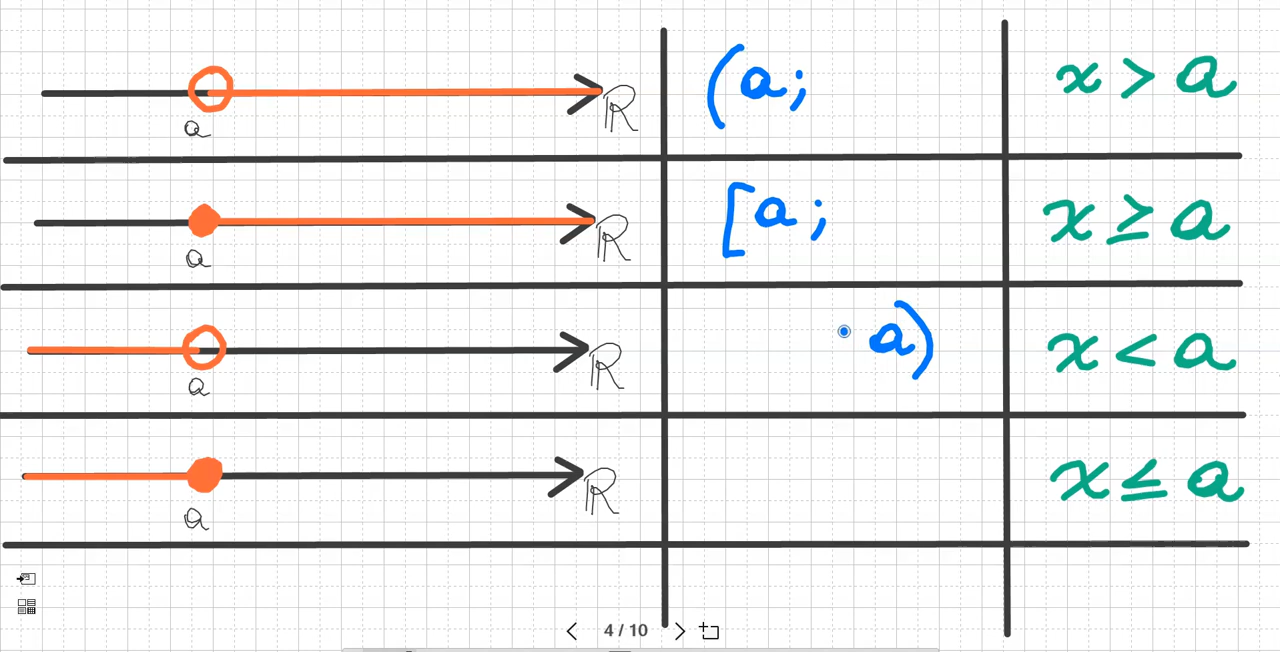 ℝ (a; x > a
a
ℝ [a; x ≥ a
a
ℝ a) x < a
a
ℝ x ≤ a
a
4 / 10